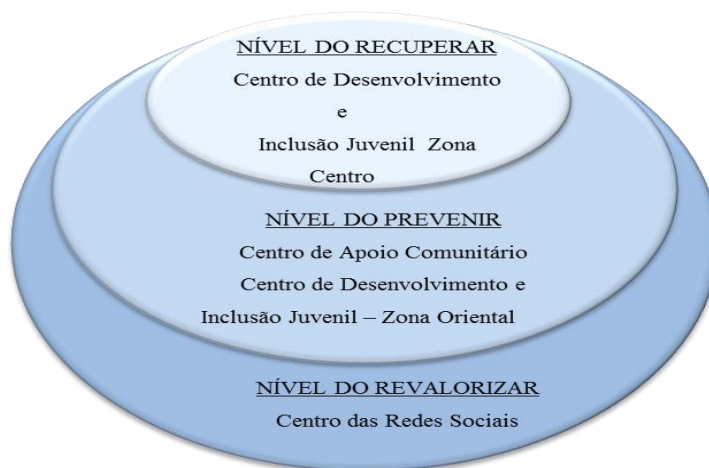 NÍVEL DO RECUPERAR
Centro de Desenvolvimento
e
Inclusão Juvenil Zona
Centro
NÍVEL DO PREVENIR
Centro de Apoio Comunitário
Centro de Desenvolvimento e
Inclusão Juvenil – Zona Oriental
NÍVEL DO REVALORIZAR
Centro das Redes Sociais